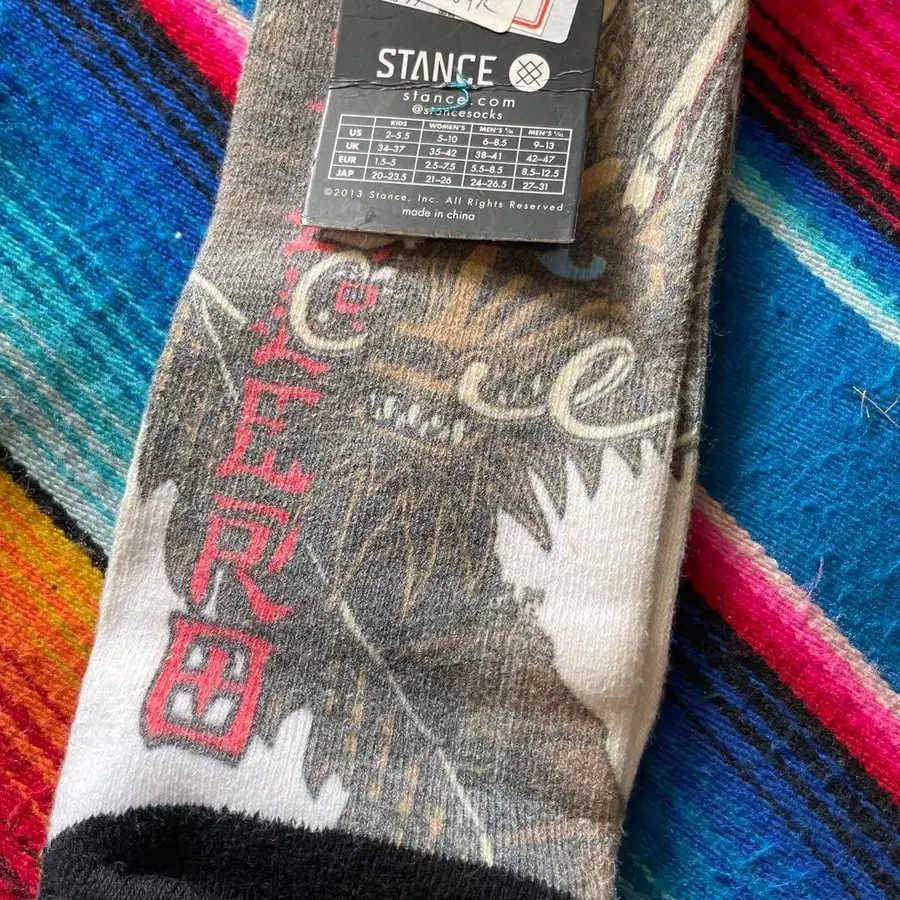 STANCE
stance.com
@stancesocks
KIDS WOMEN'S MEN'S S/M MEN'S L/XL
US 2-5.5 5-10 6-8.5 9-13
UK 34-37 35-42 38-41 42-47
EUR 1.5-5 2.5-7.5 5.5-8.5 8.5-12.5
JAP 20-23.5 21-26 24-26.5 27-31
©2013 Stance, Inc. All Rights Reserved
made in china